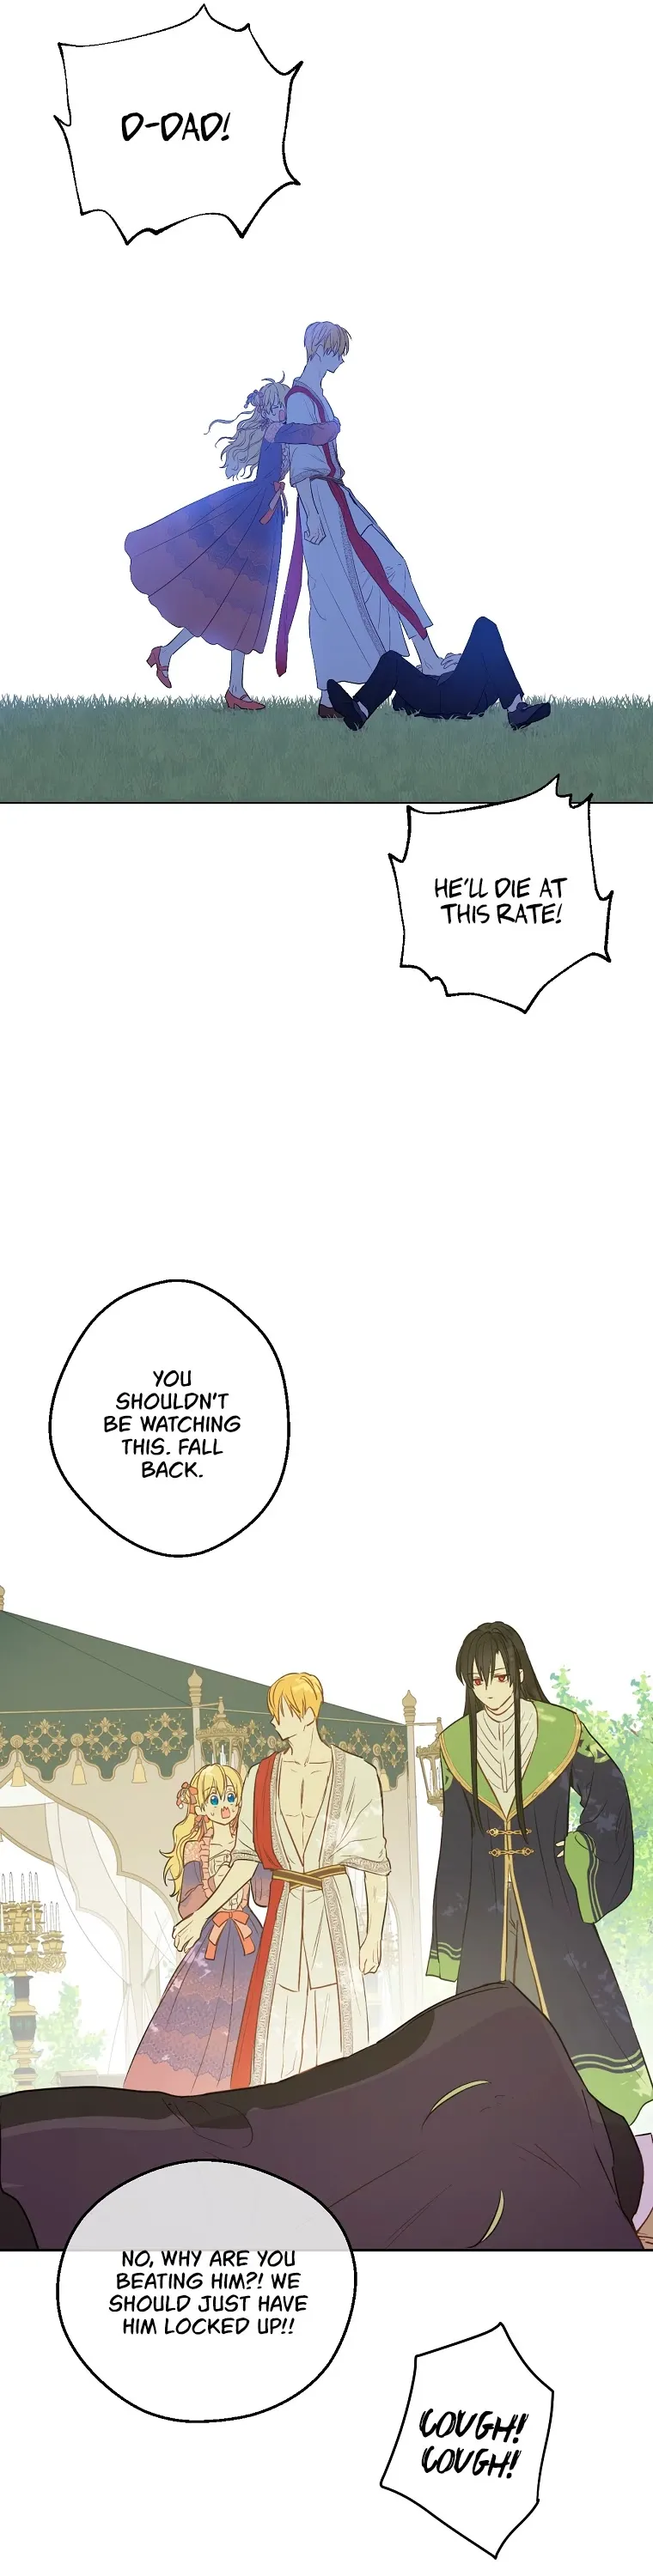 D-DAD!
HE'LL DIE AT
THIS RATE!
YOU
SHOULDN'T
BE WATCHING
THIS. FALL
BACK.
NO, WHY ARE YOU
BEATING HIM?! WE
SHOULD JUST HAVE
HIM LOCKED UP!!
COUGH!
COUGH!